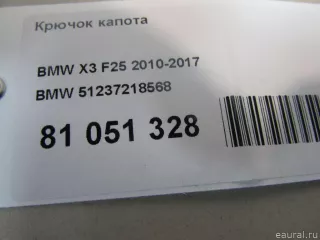 Крючок капота
BMW X3 F25 2010-2017
BMW 51237218568
81 051 328
eaural.ru